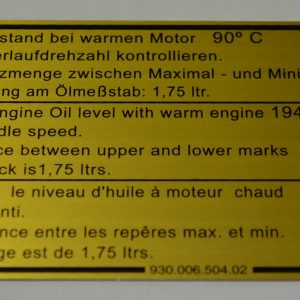 stand bei warmen Motor 90° C
erlaufdrehzahl kontrollieren.
zmenge zwischen Maximal - und Mini
ng am Ölmeßstab: 1,75 ltr.
ngine Oil level with warm engine 194
dle speed.
ce between upper and lower marks
ck is1,75 ltrs.
le niveau d'huile à moteur chaud
nti.
nce entre les repêres max. et min.
ge est de 1,75 ltrs.
930.006.504.02